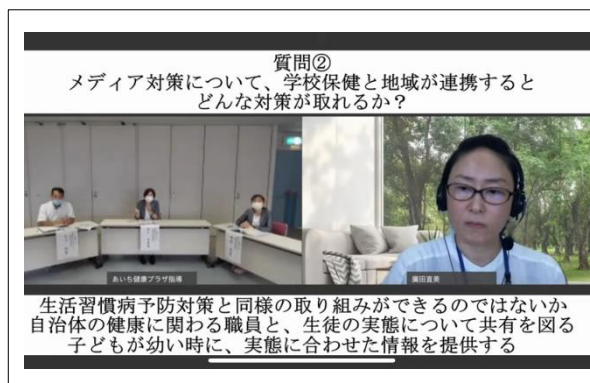 質問②
メディア対策について、学校保健と地域が連携すると
どんな対策が取れるか？
あいち健康プラザ指導
廣田直美
生活習慣病予防対策と同様の取り組みができるのではないか
自治体の健康に関わる職員と、生徒の実態について共有を図る
子どもが幼い時に、実態に合わせた情報を提供する